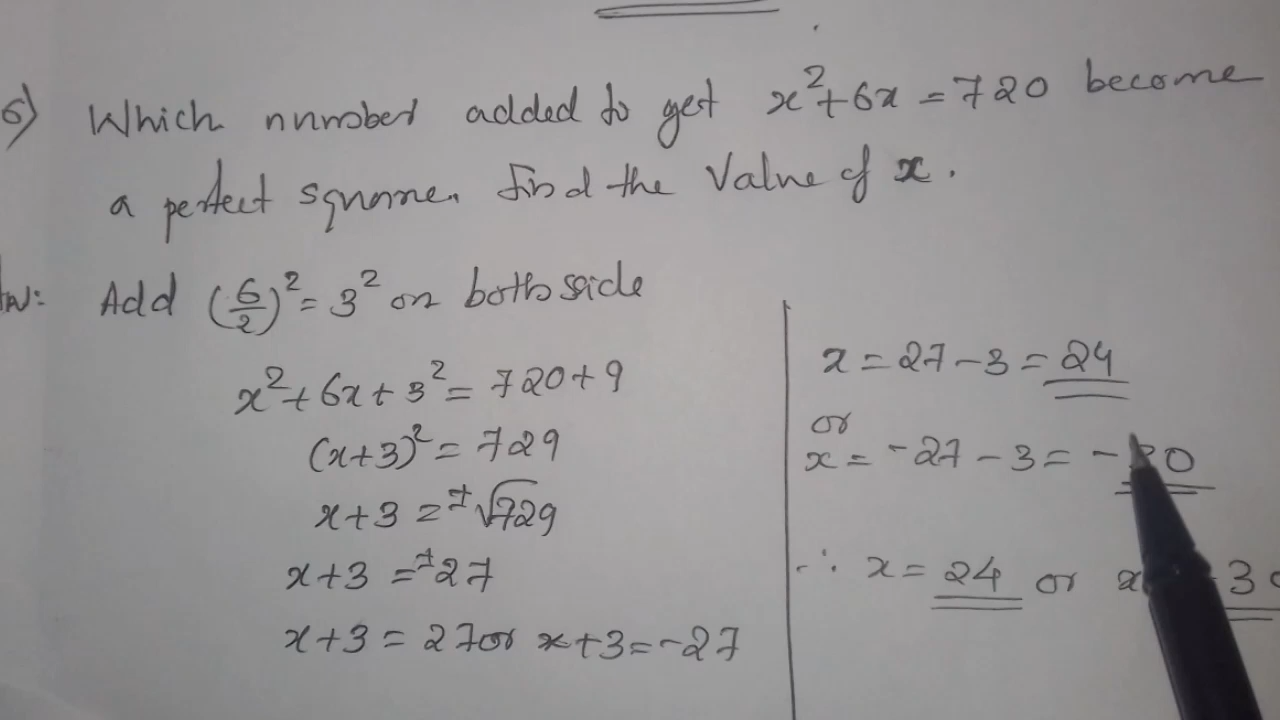 6) Which number added to get x²+6x=720 become
a perfect square. Find the Value of x.
Add (6/2)²=3² on both side
x²+6x+3²=720+9
(x+3)²=729
x+3=±√729
x+3=±27
x+3=27 or x+3=-27
x=27-3=24
or
x=-27-3=-30
∴ x=24 or x